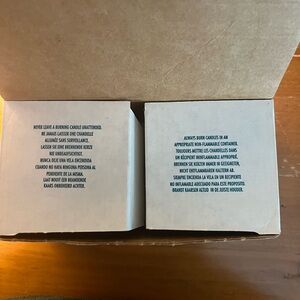 NEVER LEAVE A BURNING CANDLE UNATTENDED.
NE JAMAIS LAISSER UNE CHANDELLE
ALLUMÉE SANS SURVEILLANCE.
LASSEN SIE EINE BRENNENDE KERZE
NIE UNBEAUFSICHTIGT.
NUNCA DEJE UNA VELA ENCENDIDA
CUANDO NO HAYA NINGUNA PERSONA AL
PENDIENTE DE LA MISMA.
LAAT NOOIT EEN BRANDENDE
KAARS ONBEHEERD ACHTER.
ALWAYS BURN CANDLES IN AN
APPROPRIATE NON-FLAMMABLE CONTAINER.
TOUJOURS METTRE LES CHANDELLES DANS
UN RÉCIPIENT ININFLAMMABLE APPROPRIÉ.
BRENNEN SIE KERZEN IMMER IN GEEIGNETEN,
NICHT ENTFLAMMBAREN HALTERN AB.
SIEMPRE ENCIENDA LA VELA EN UN RECIPIENTE
NO INFLAMABLE ADECUADO PARA ESTE PROPÓSITO.
BRANDT KAARSEN ALTIJD IN DE JUISTE HOUDER.